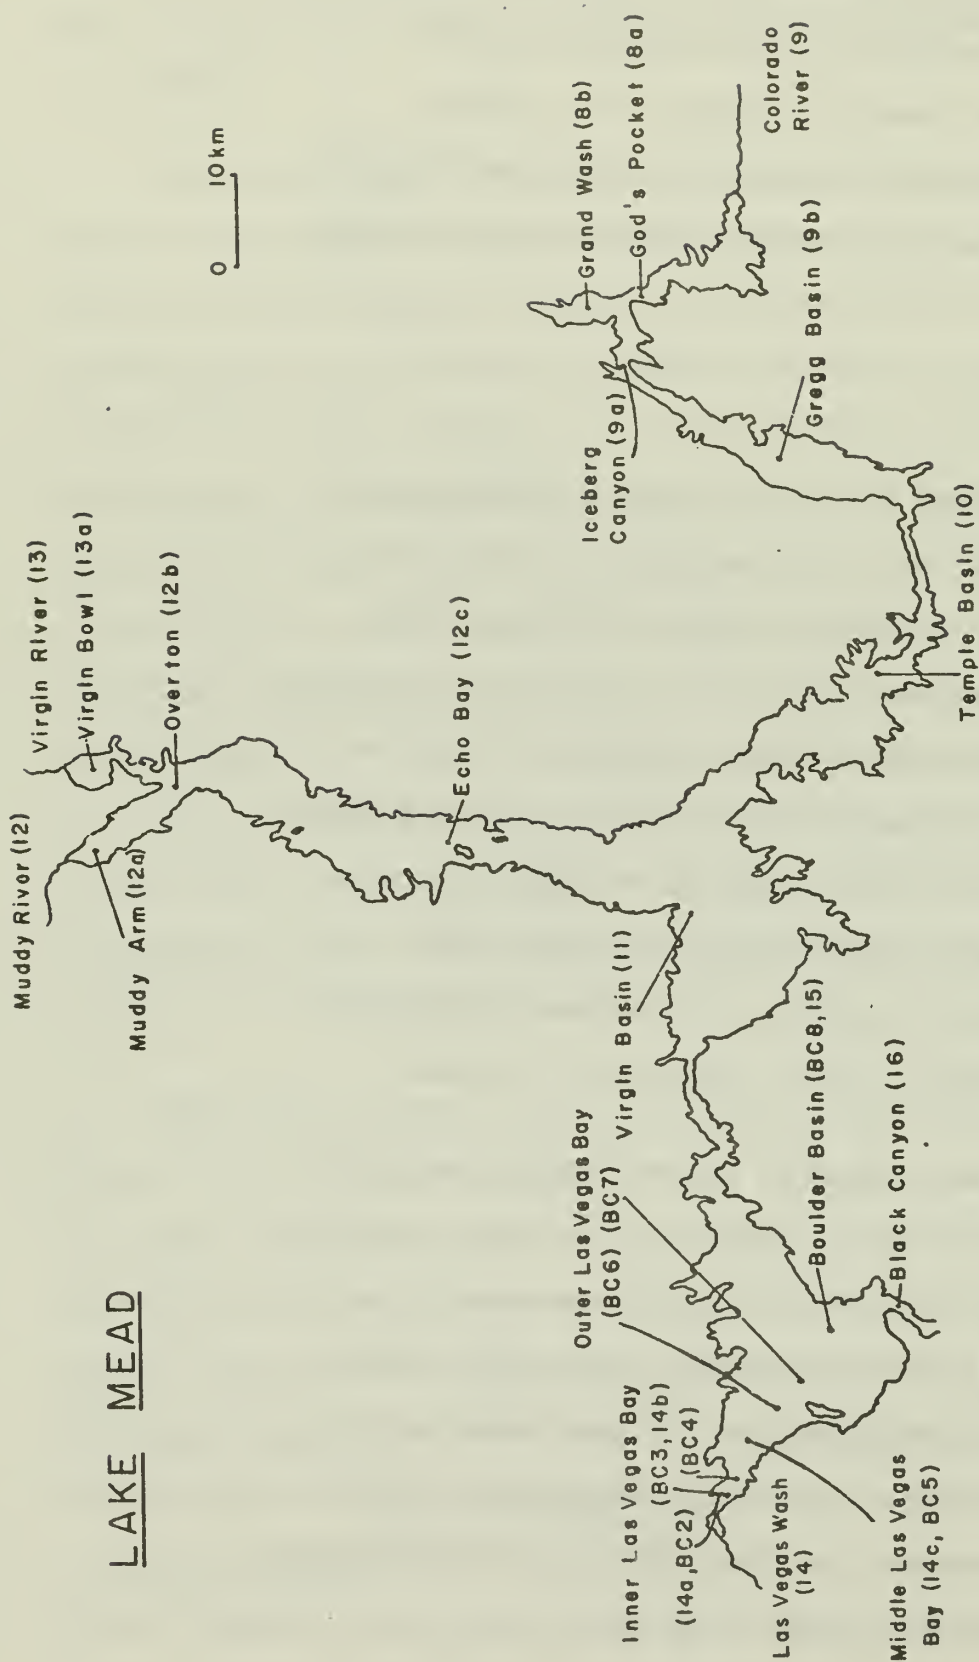 LAKE MEAD
0 10km
Muddy Rivor (12)
Muddy Arm (12a)
Virgin River (13)
Virgin Bowl (13a)
Overton (12b)
Echo Bay (12c)
Grand Wash (8b)
God's Pocket (8a)
Colorado
River (9)
Iceberg
Canyon (9a)
Gregg Basin (9b)
Temple Basin (10)
Virgin Basin (11)
Outer Las Vegas Bay
(BC6) (BC7)
Inner Las Vegas Bay
(BC3,14b)
(14a,BC2) (BC4)
Las Vegas Wash
(14)
Middle Las Vegas
Bay (14c, BC5)
Boulder Basin (BC8,15)
Black Canyon (16)